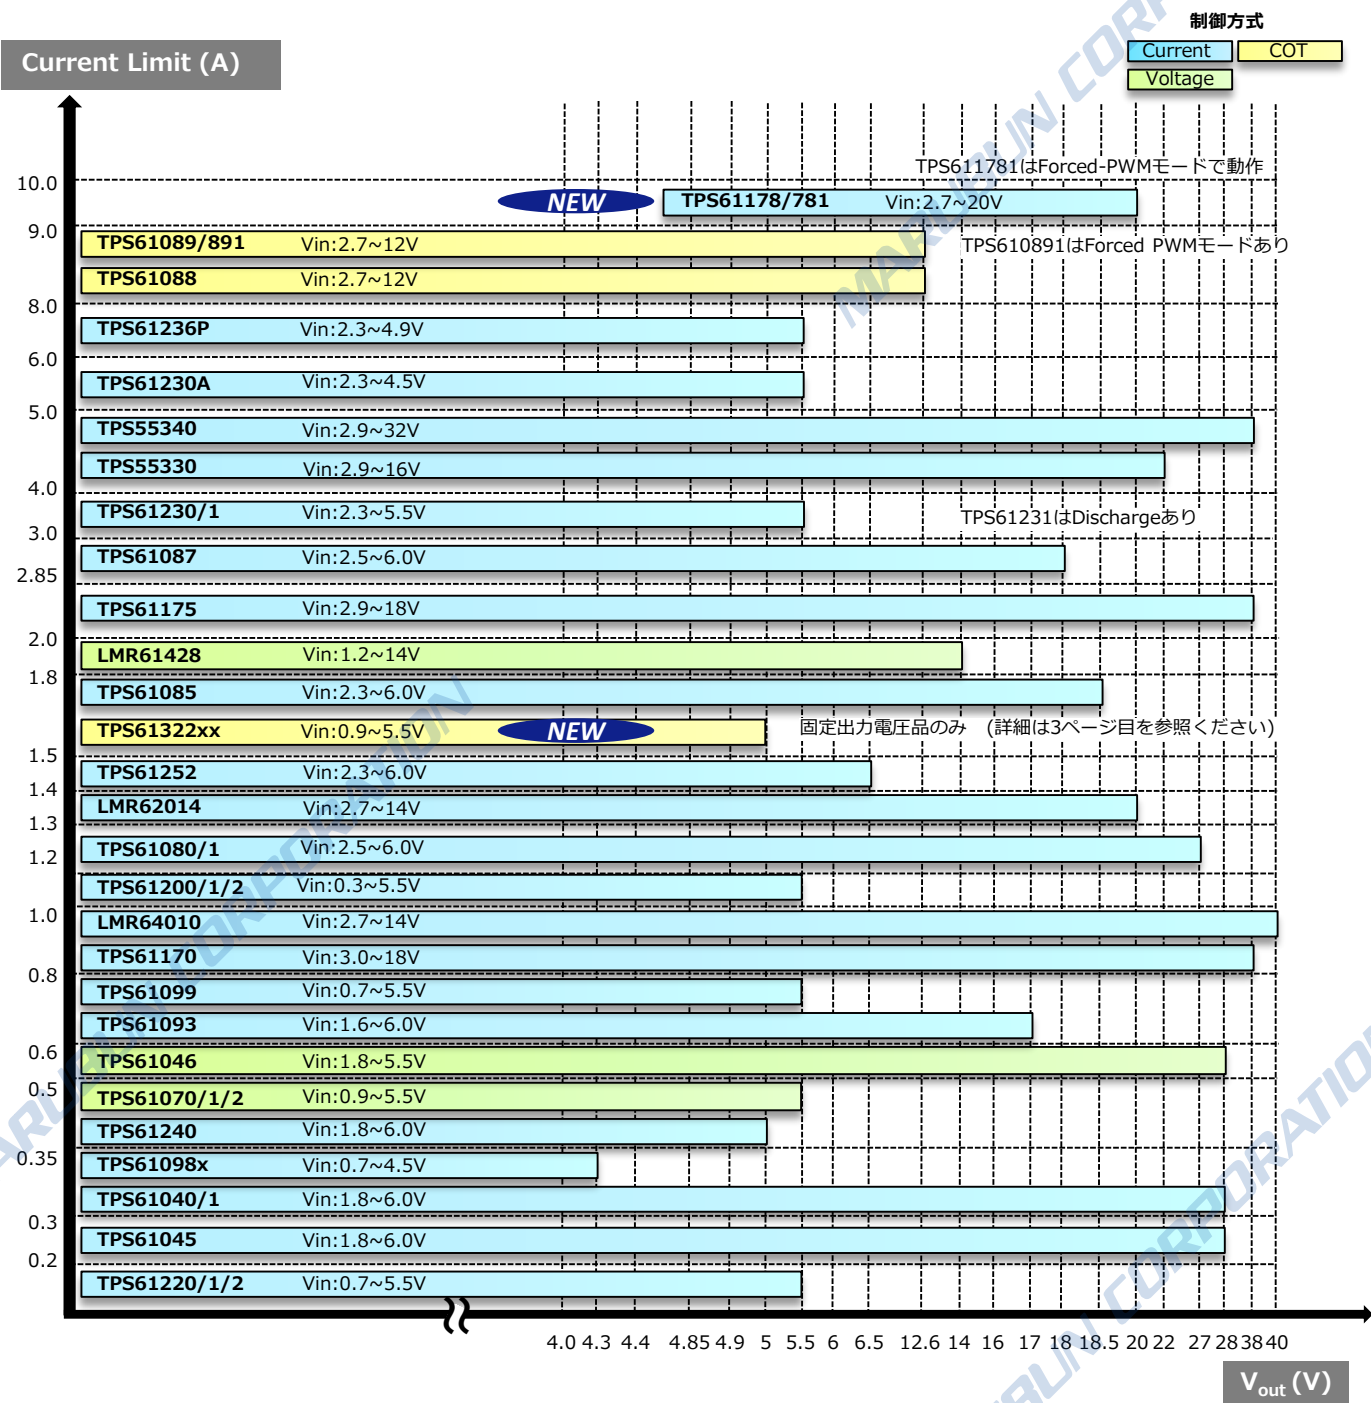 制御方式
Current COT
Voltage
Current Limit (A)
TPS611781はForced-PWMモードで動作
10.0
NEW TPS61178/781 Vin:2.7~20V
9.0
TPS61089/891 Vin:2.7~12V TPS610891はForced PWMモードあり
TPS61088 Vin:2.7~12V
8.0
TPS61236P Vin:2.3~4.9V
6.0
TPS61230A Vin:2.3~4.5V
5.0
TPS55340 Vin:2.9~32V
TPS55330 Vin:2.9~16V
4.0
TPS61230/1 Vin:2.3~5.5V TPS61231はDischargeあり
3.0
TPS61087 Vin:2.5~6.0V
2.85
TPS61175 Vin:2.9~18V
2.0
LMR61428 Vin:1.2~14V
1.8
TPS61085 Vin:2.3~6.0V
TPS61322xx Vin:0.9~5.5V NEW 固定出力電圧品のみ (詳細は3ページ目を参照ください)
1.5
TPS61252 Vin:2.3~6.0V
1.4
LMR62014 Vin:2.7~14V
1.3
TPS61080/1 Vin:2.5~6.0V
1.2
TPS61200/1/2 Vin:0.3~5.5V
1.0
LMR64010 Vin:2.7~14V
TPS61170 Vin:3.0~18V
0.8
TPS61099 Vin:0.7~5.5V
TPS61093 Vin:1.6~6.0V
0.6
TPS61046 Vin:1.8~5.5V
0.5
TPS61070/1/2 Vin:0.9~5.5V
TPS61240 Vin:1.8~6.0V
0.35
TPS61098x Vin:0.7~4.5V
TPS61040/1 Vin:1.8~6.0V
0.3
TPS61045 Vin:1.8~6.0V
0.2
TPS61220/1/2 Vin:0.7~5.5V
4.0 4.3 4.4 4.85 4.9 5 5.5 6 6.5 12.6 14 16 17 18 18.5 20 22 27 28 38 40
Vout (V)
MARUBUN CORPORATION